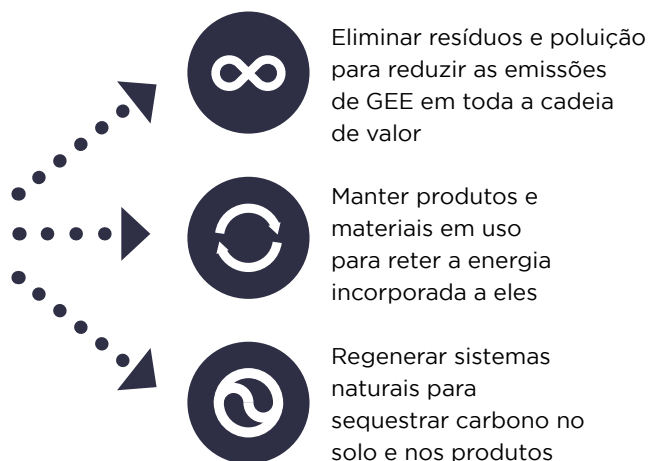 Eliminar resíduos e poluição
para reduzir as emissões
de GEE em toda a cadeia
de valor
Manter produtos e
materiais em uso
para reter a energia
incorporada a eles
Regenerar sistemas
naturais para
sequestrar carbono no
solo e nos produtos